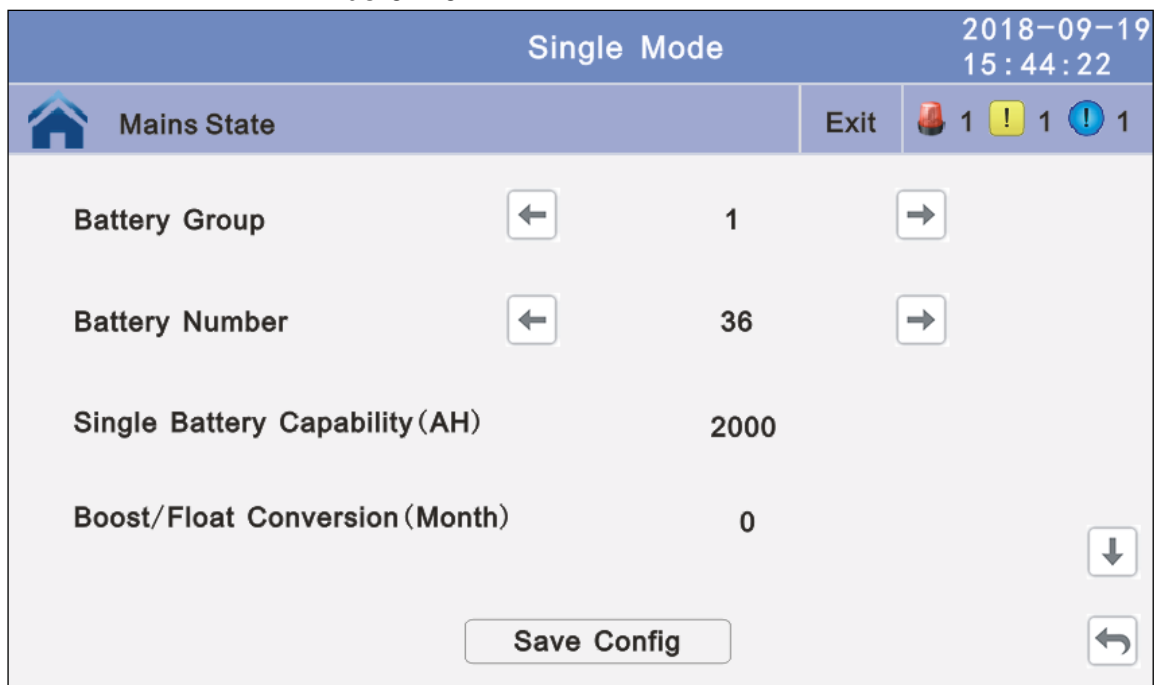 Single Mode
2018-09-19
15:44:22
Mains State
Exit
1
!
1
!
1
Battery Group
1
Battery Number
36
Single Battery Capability(AH)
2000
Boost/Float Conversion(Month)
0
Save Config